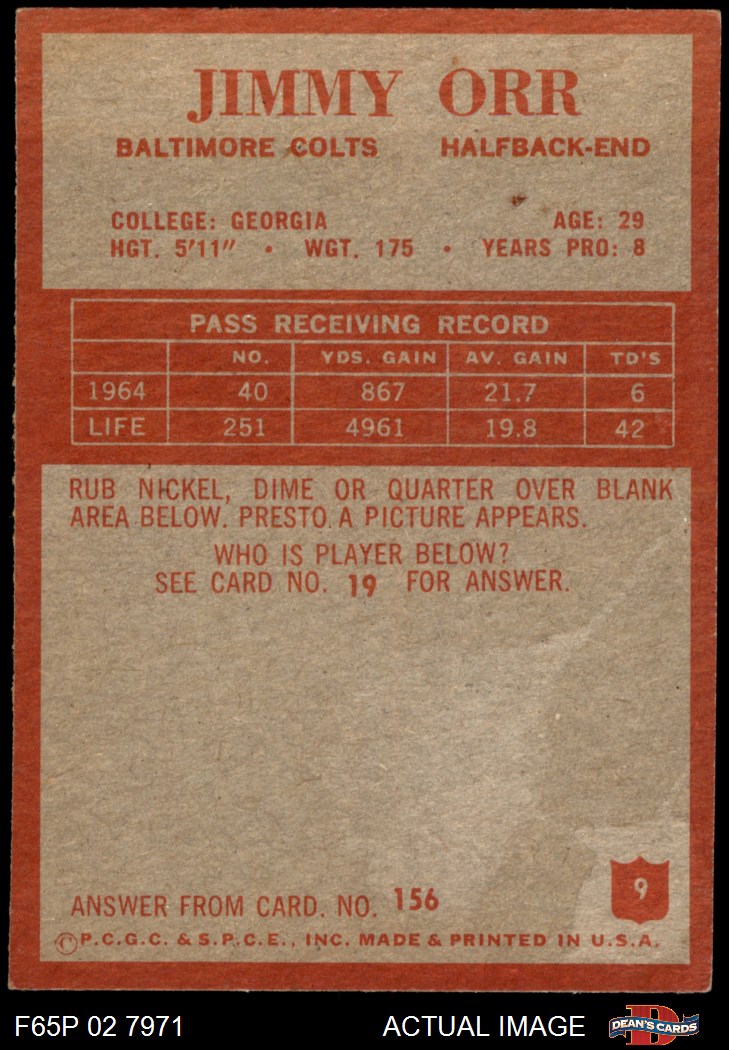 JIMMY ORR
BALTIMORE COLTS HALFBACK-END
COLLEGE: GEORGIA AGE: 29
HGT. 5'11" • WGT. 175 • YEARS PRO: 8
PASS RECEIVING RECORD
NO. YDS. GAIN AV. GAIN TD'S
1964 40 867 21.7 6
LIFE 251 4961 19.8 42
RUB NICKEL, DIME OR QUARTER OVER BLANK
AREA BELOW. PRESTO. A PICTURE APPEARS.
WHO IS PLAYER BELOW?
SEE CARD NO. 19 FOR ANSWER.
9
ANSWER FROM CARD. NO. 156
©P.C.G.C. & S.P.C.E., INC. MADE & PRINTED IN U.S.A.
F65P 02 7971 ACTUAL IMAGE DEAN'S CARDS